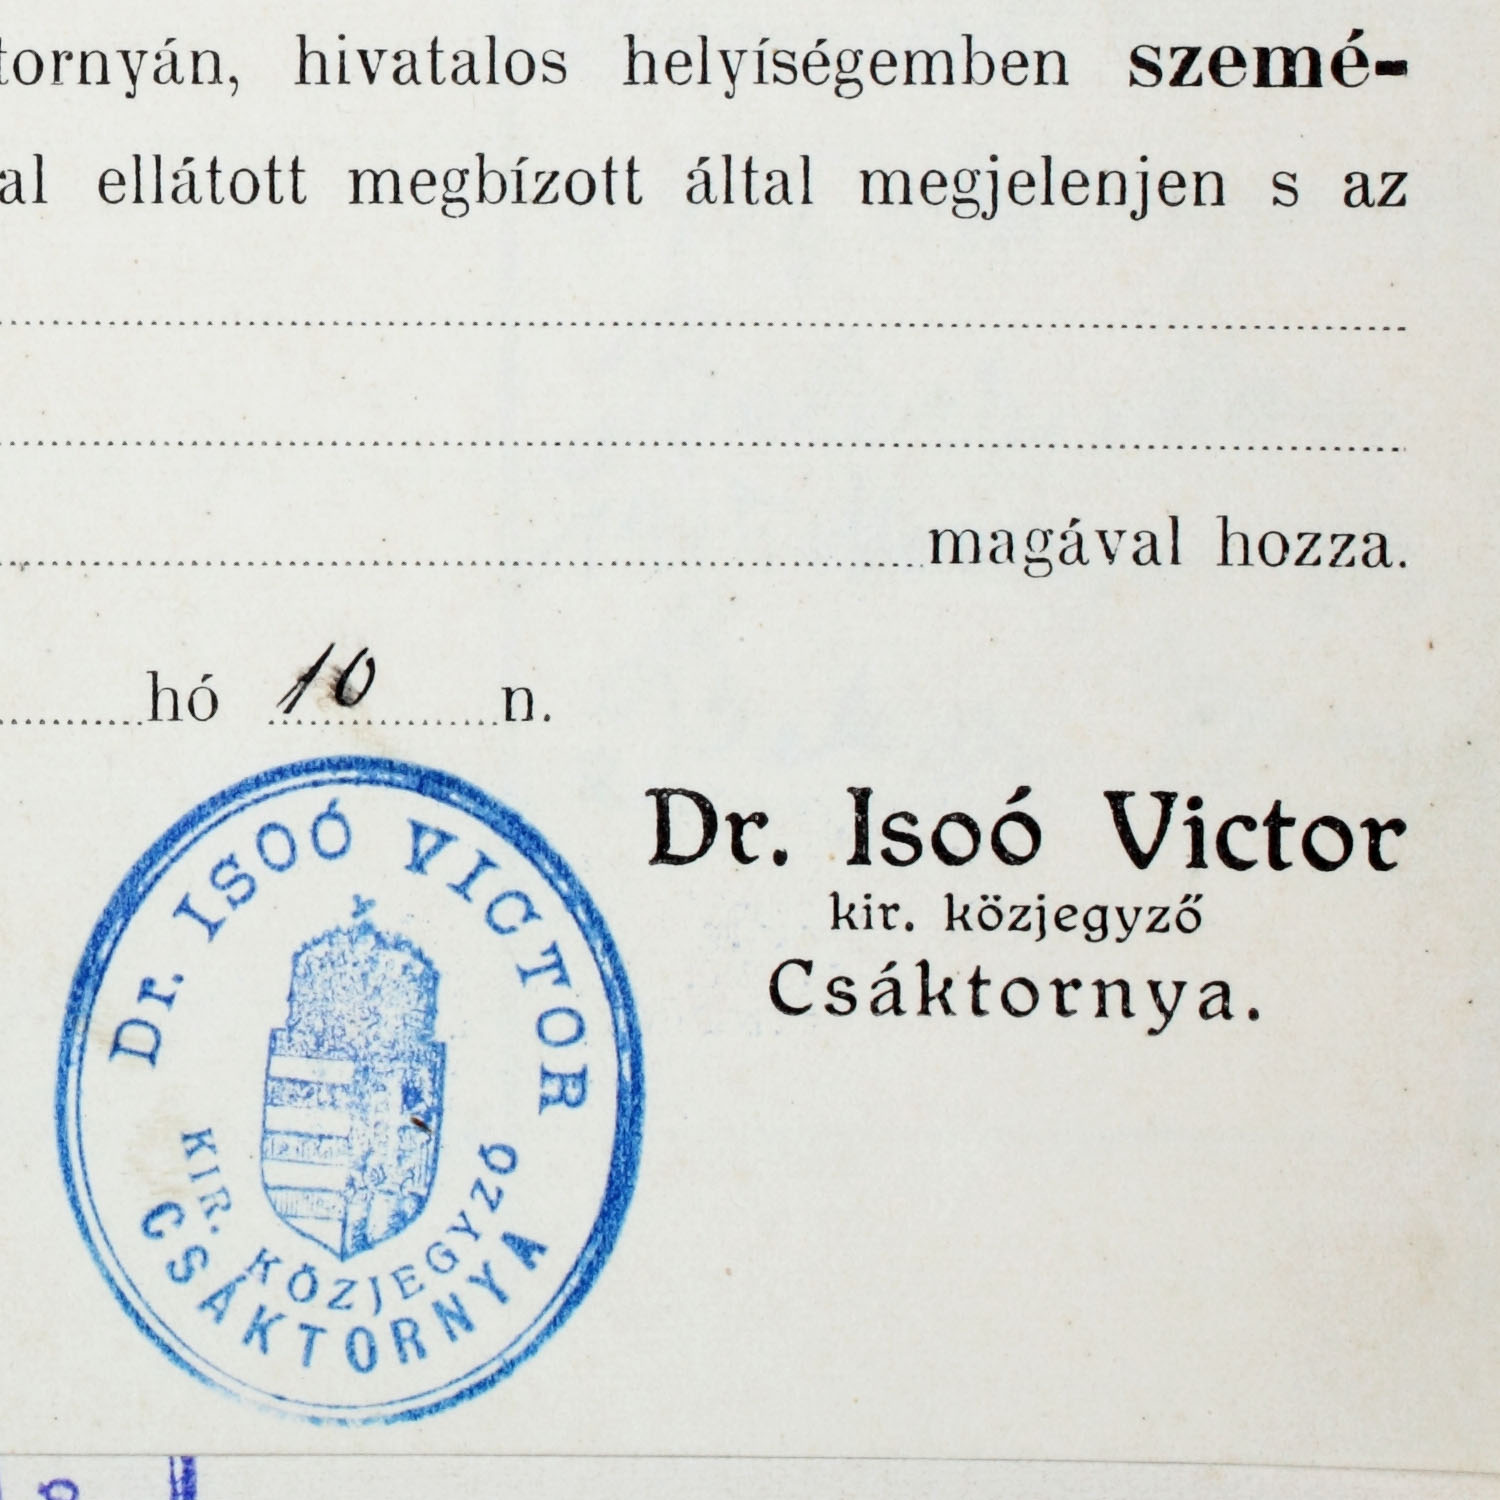 tornyán, hivatalos helyíségemben szemé-
al ellátott megbízott által megjelenjen s az
magával hozza.
hó 10 n.
Dr. Isoó Victor
kir. közjegyző
Csáktornya.
Dr. ISOÓ VICTOR
KIR. KÖZJEGYZŐ
CSÁKTORNYA